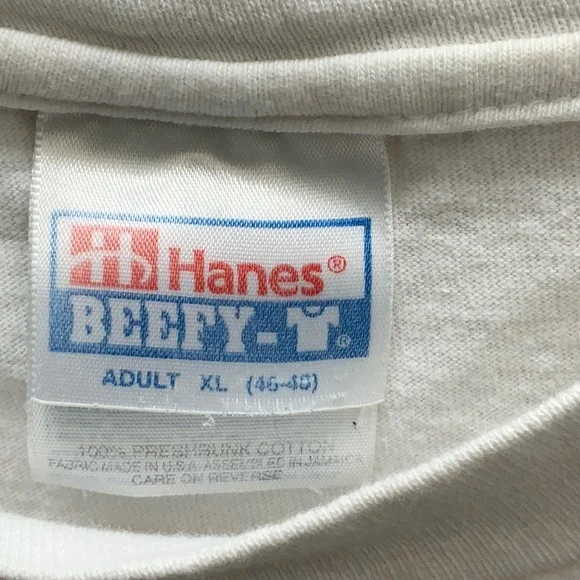 Hanes®
BEEFY-T®
ADULT XL (46-48)
100% PRESHRUNK COTTON
FABRIC MADE IN U.S.A. ASSEMBLED IN JAMAICA
CARE ON REVERSE